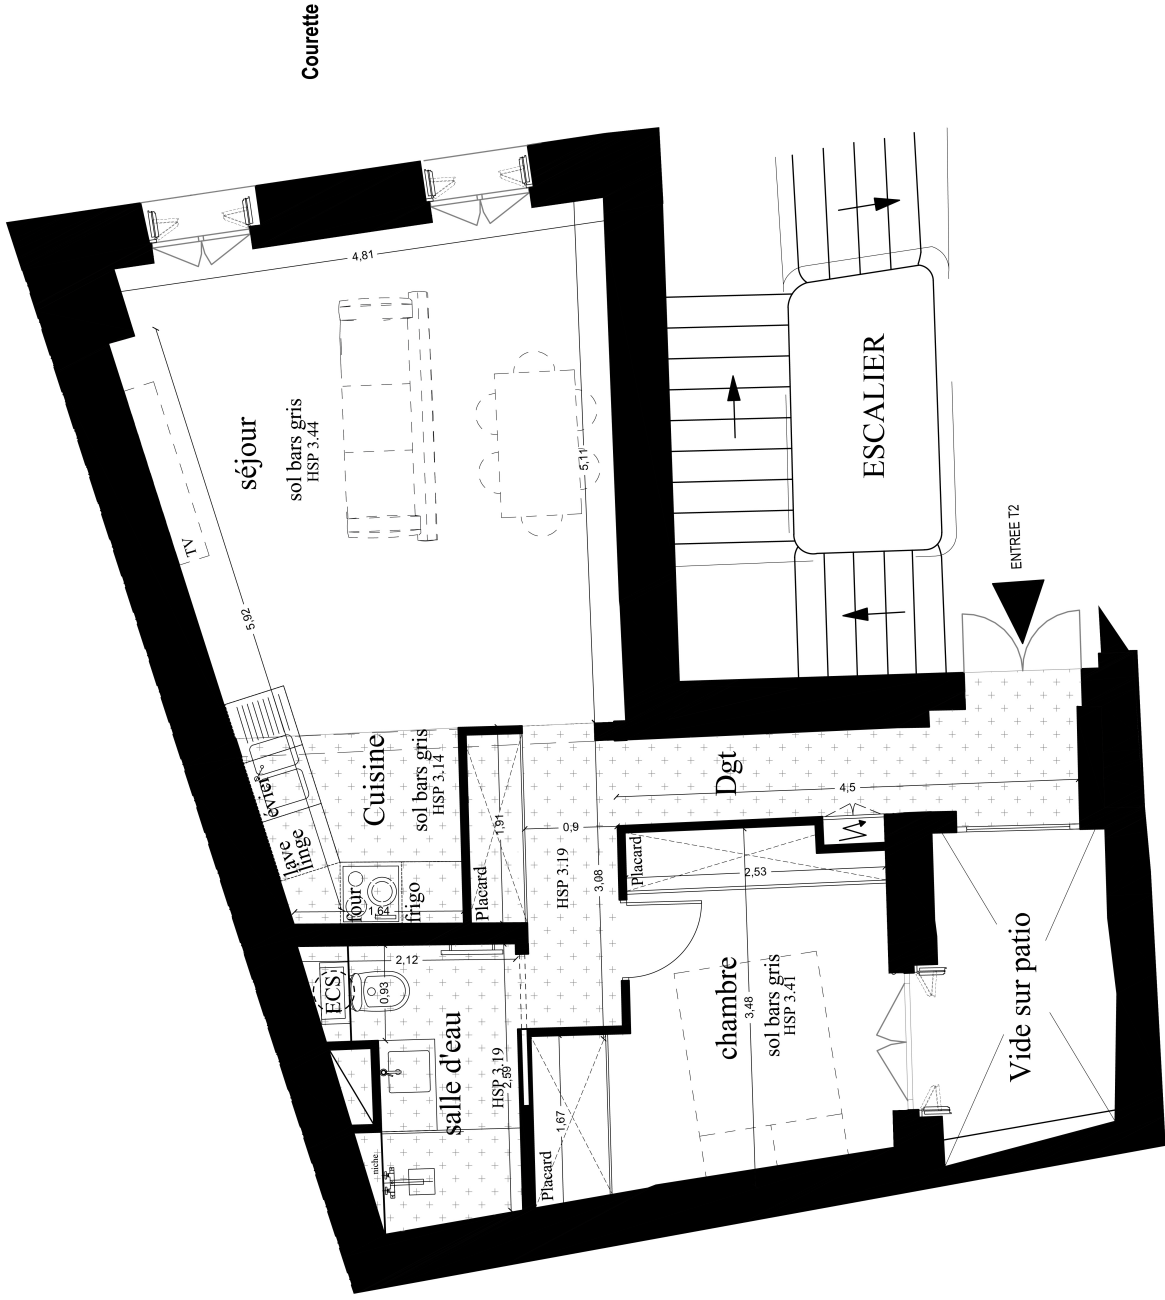 Courette
4,81
séjour
sol bars gris
HSP 3.44
TV
5,11
5,92
ESCALIER
ENTREE T2
évier
lave
linge
Cuisine
sol bars gris
HSP 3.14
four
frigo
1,64
Placard
1,91
0,9
HSP 3.19
3,08
Dgt
4,5
Placard
2,53
ECS
2,12
0,93
salle d'eau
HSP 3.19
2,59
niche
Placard
1,67
chambre
sol bars gris
HSP 3.41
3,48
Vide sur patio